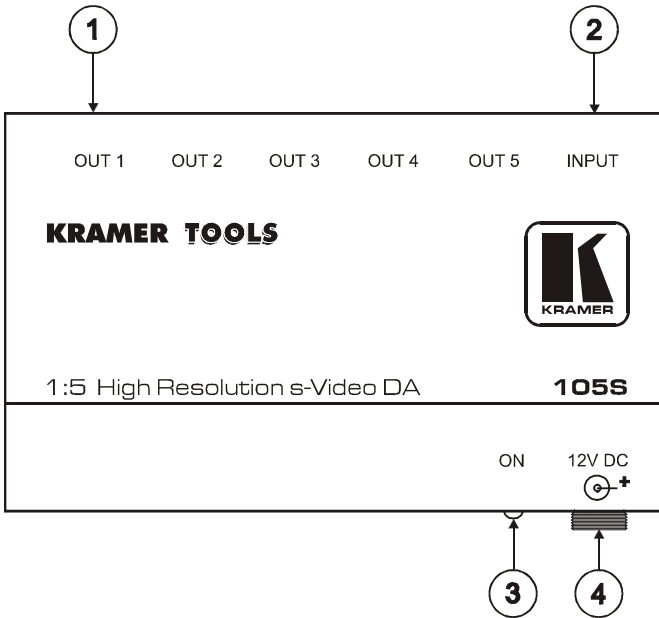 1 2
OUT 1 OUT 2 OUT 3 OUT 4 OUT 5 INPUT
KRAMER TOOLS
K
KRAMER
1:5 High Resolution s-Video DA 105S
ON 12V DC
+
3 4